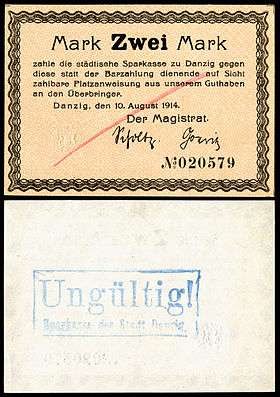 Mark Zwei Mark
zahle die städtische Sparkasse zu Danzig gegen
diese statt der Barzahlung dienende auf Sicht
zahlbare Platzanweisung aus unserem Guthaben
an den Überbringer.
Danzig, den 10. August 1914.
Der Magistrat.
Scholtz.
№020579
Ungültig!
Sparkasse der Stadt Danzig.